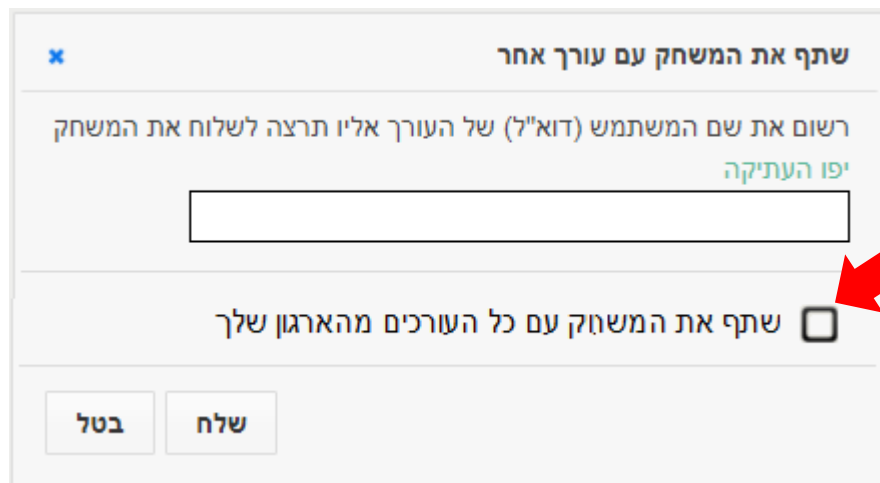 שתף את המשחק עם עורך אחר
רשום את שם המשתמש (דוא"ל) של העורך אליו תרצה לשלוח את המשחק
יפו העתיקה
שתף את המשחק עם כל העורכים מהארגון שלך
שלח
בטל